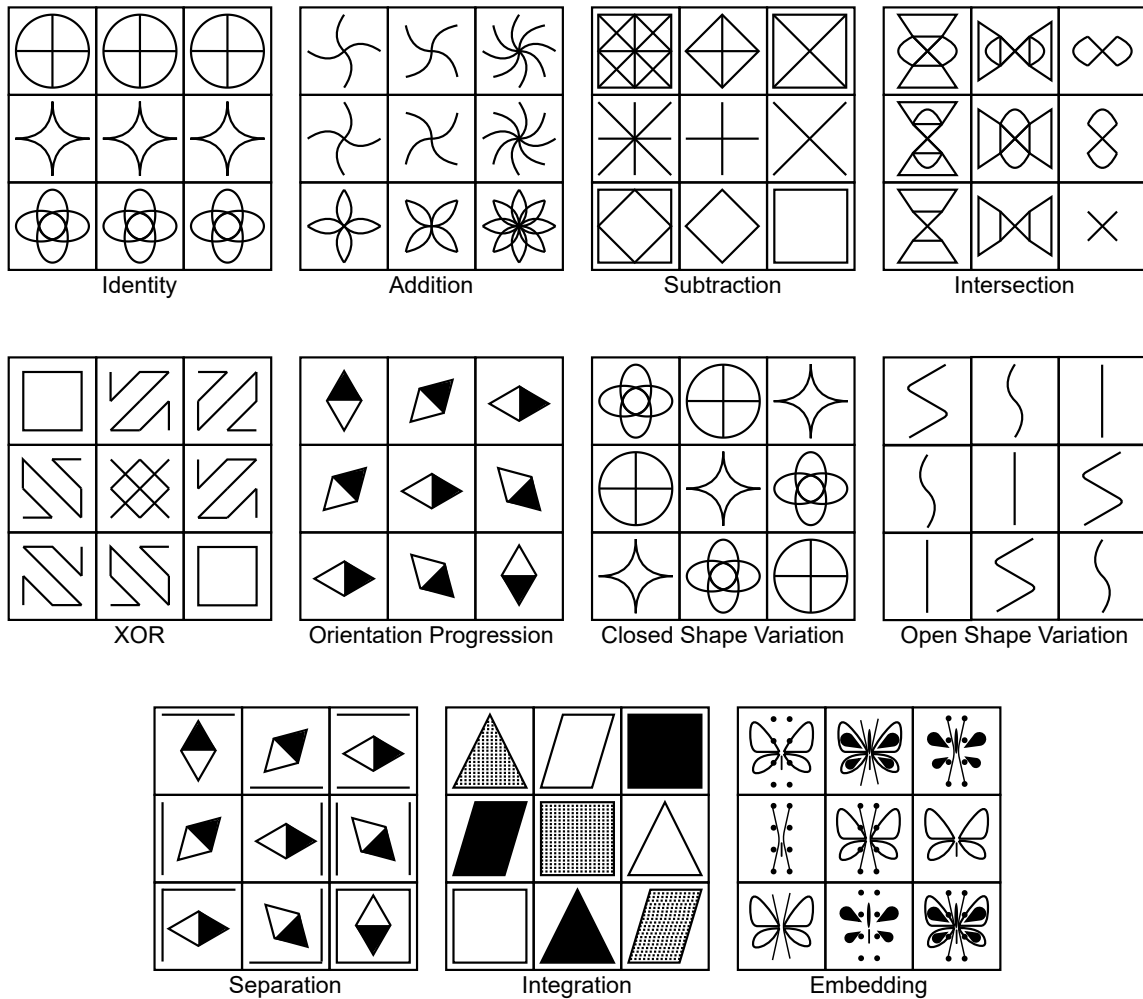 Identity
Addition
Subtraction
Intersection
XOR
Orientation Progression
Closed Shape Variation
Open Shape Variation
Separation
Integration
Embedding